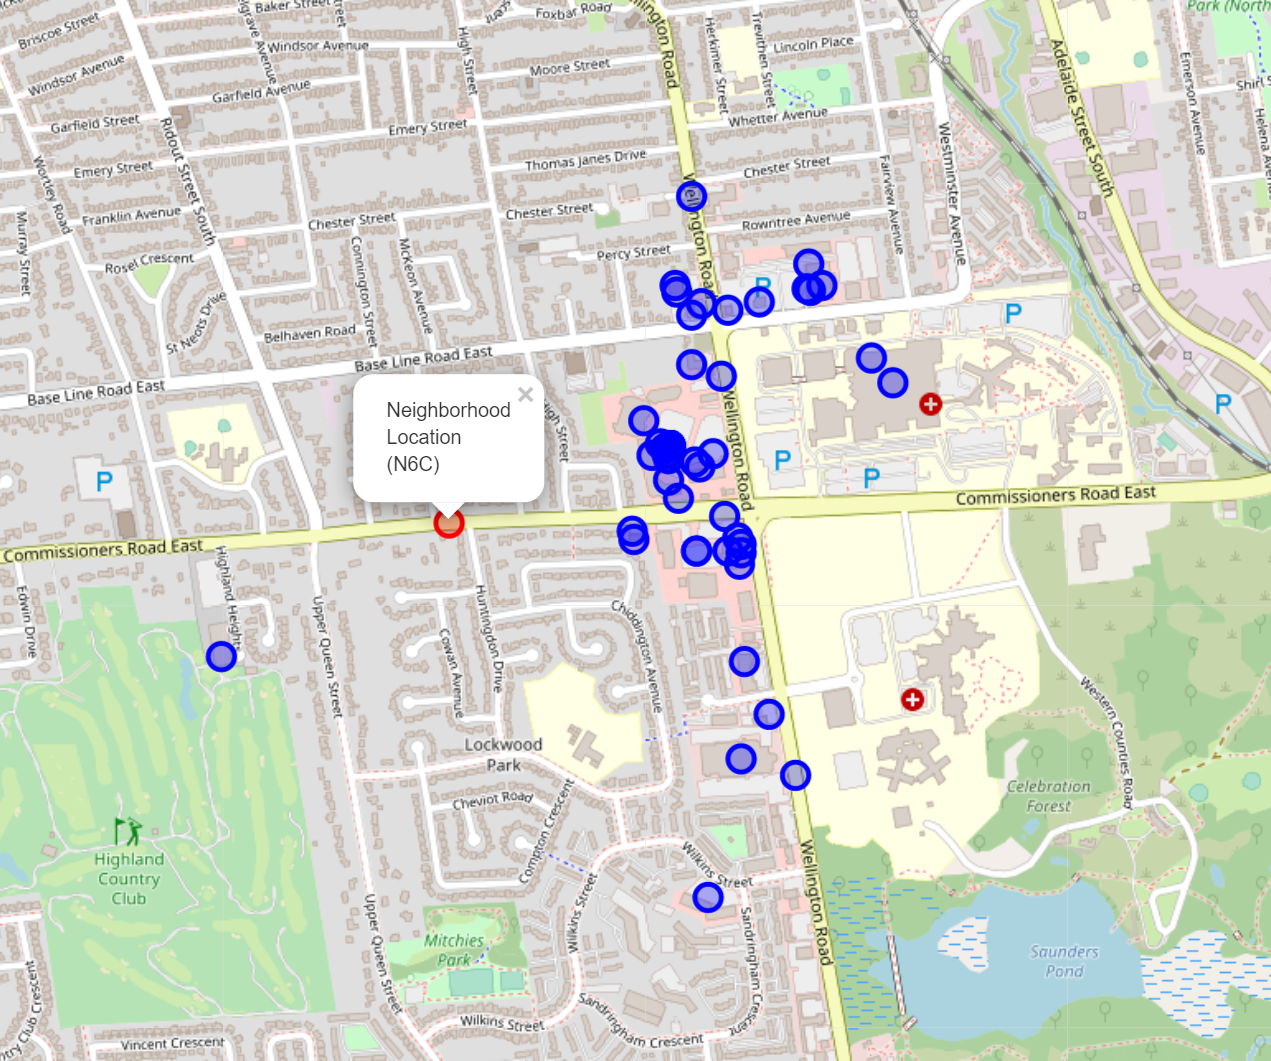 Baker Street
Foxbar Road
Briscoe Street
Windsor Avenue
High Street
Moore Street
Lincoln Place
Park (North
Windsor Avenue
Garfield Avenue
Herkimer Street
Trevithen Street
Adelaide Street South
Emerson Avenue
Garfield Street
Ridout Street South
Emery Street
Whetter Avenue
Helena
Emery Street
Wortley Road
Thomas Janes Drive
Chester Street
Fairview Avenue
Westminster Avenue
Franklin Avenue
Murray Street
Chester Street
Chester Street
Rowntree Avenue
Wellington Road
Percy Street
Rosel Crescent
Connington Street
McKeon Avenue
St Neots Drive
P
P
Belhaven Road
Base Line Road East
Base Line Road East
P
Neighborhood
Location
(N6C)
×
Wellington Road
P
P
P
Commissioners Road East
Commissioners Road East
Highland Heights
Edwin Drive
Upper Queen Street
Huntingdon Drive
Cowan Avenue
Chiddington Avenue
Western Counties Road
Lockwood
Park
Celebration
Forest
Cheviot Road
Compton Crescent
Highland
Country
Club
Wilkins Street
Wellington Road
Upper Queen Street
Wilkins Street
Sandringham Crescent
Mitchies
Park
Saunders
Pond
Wilkins Street
Sandringham Crescent
Vincent Crescent